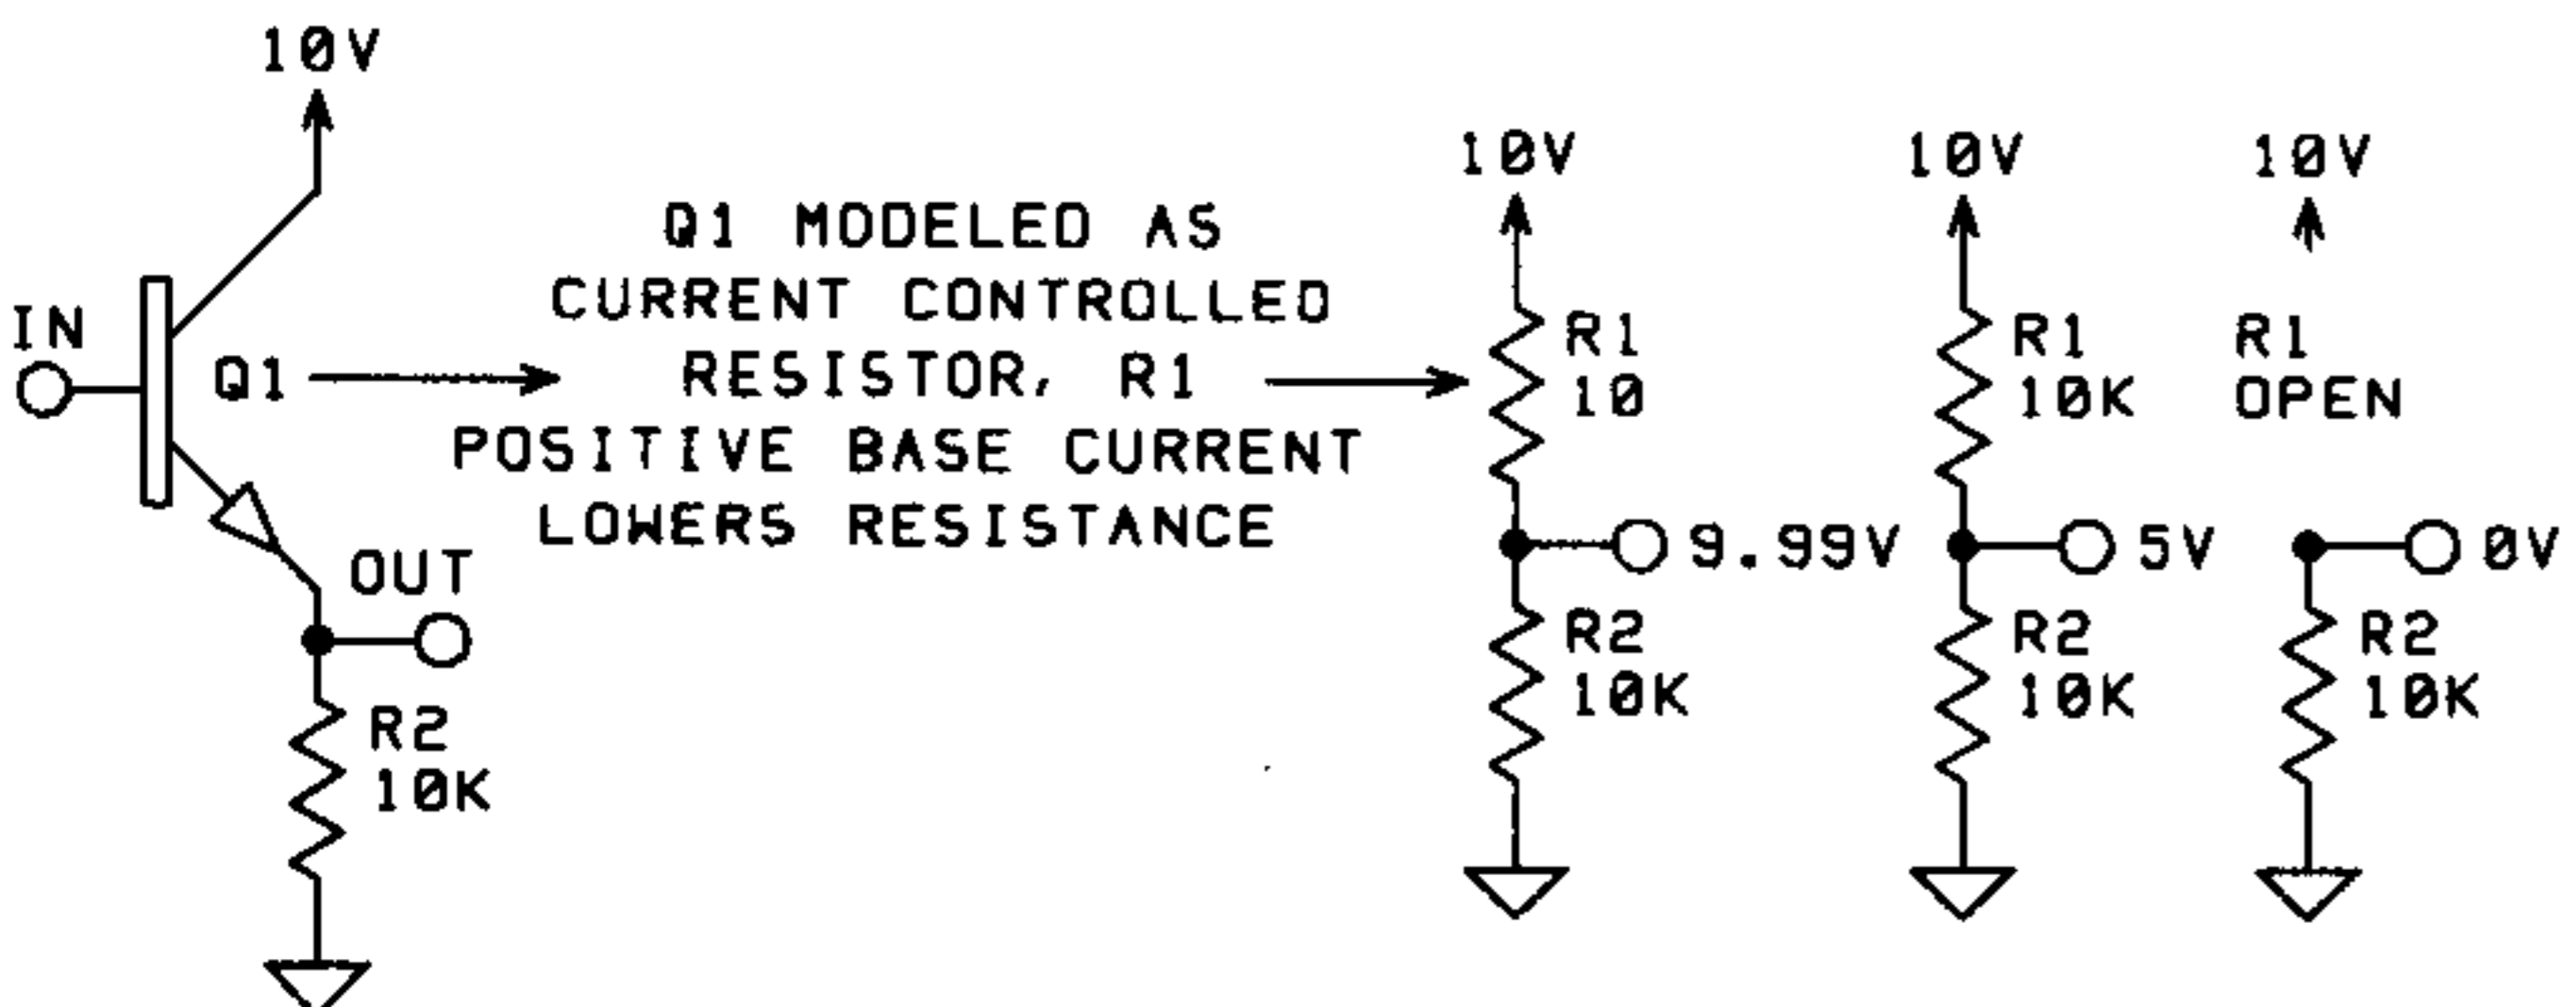 10V
IN
Q1
OUT
R2
10K
Q1 MODELED AS
CURRENT CONTROLLED
RESISTOR, R1
POSITIVE BASE CURRENT
LOWERS RESISTANCE
10V
R1
10
9.99V
R2
10K
10V
R1
10K
5V
R2
10K
10V
R1
OPEN
0V
R2
10K